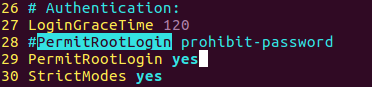 26 # Authentication:
27 LoginGraceTime 120
28 #PermitRootLogin prohibit-password
29 PermitRootLogin yes
30 StrictModes yes